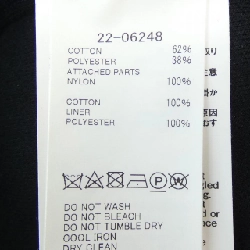 22-06248
COTTON 62%
POLYESTER 38%
ATTACHED PARTS
NYLON 100%
COTTON 100%
LINER
POLYESTER 100%
DO NOT WASH
DO NOT BLEACH
DO NOT TUMBLE DRY
COOL IRON
DRY CLEAN